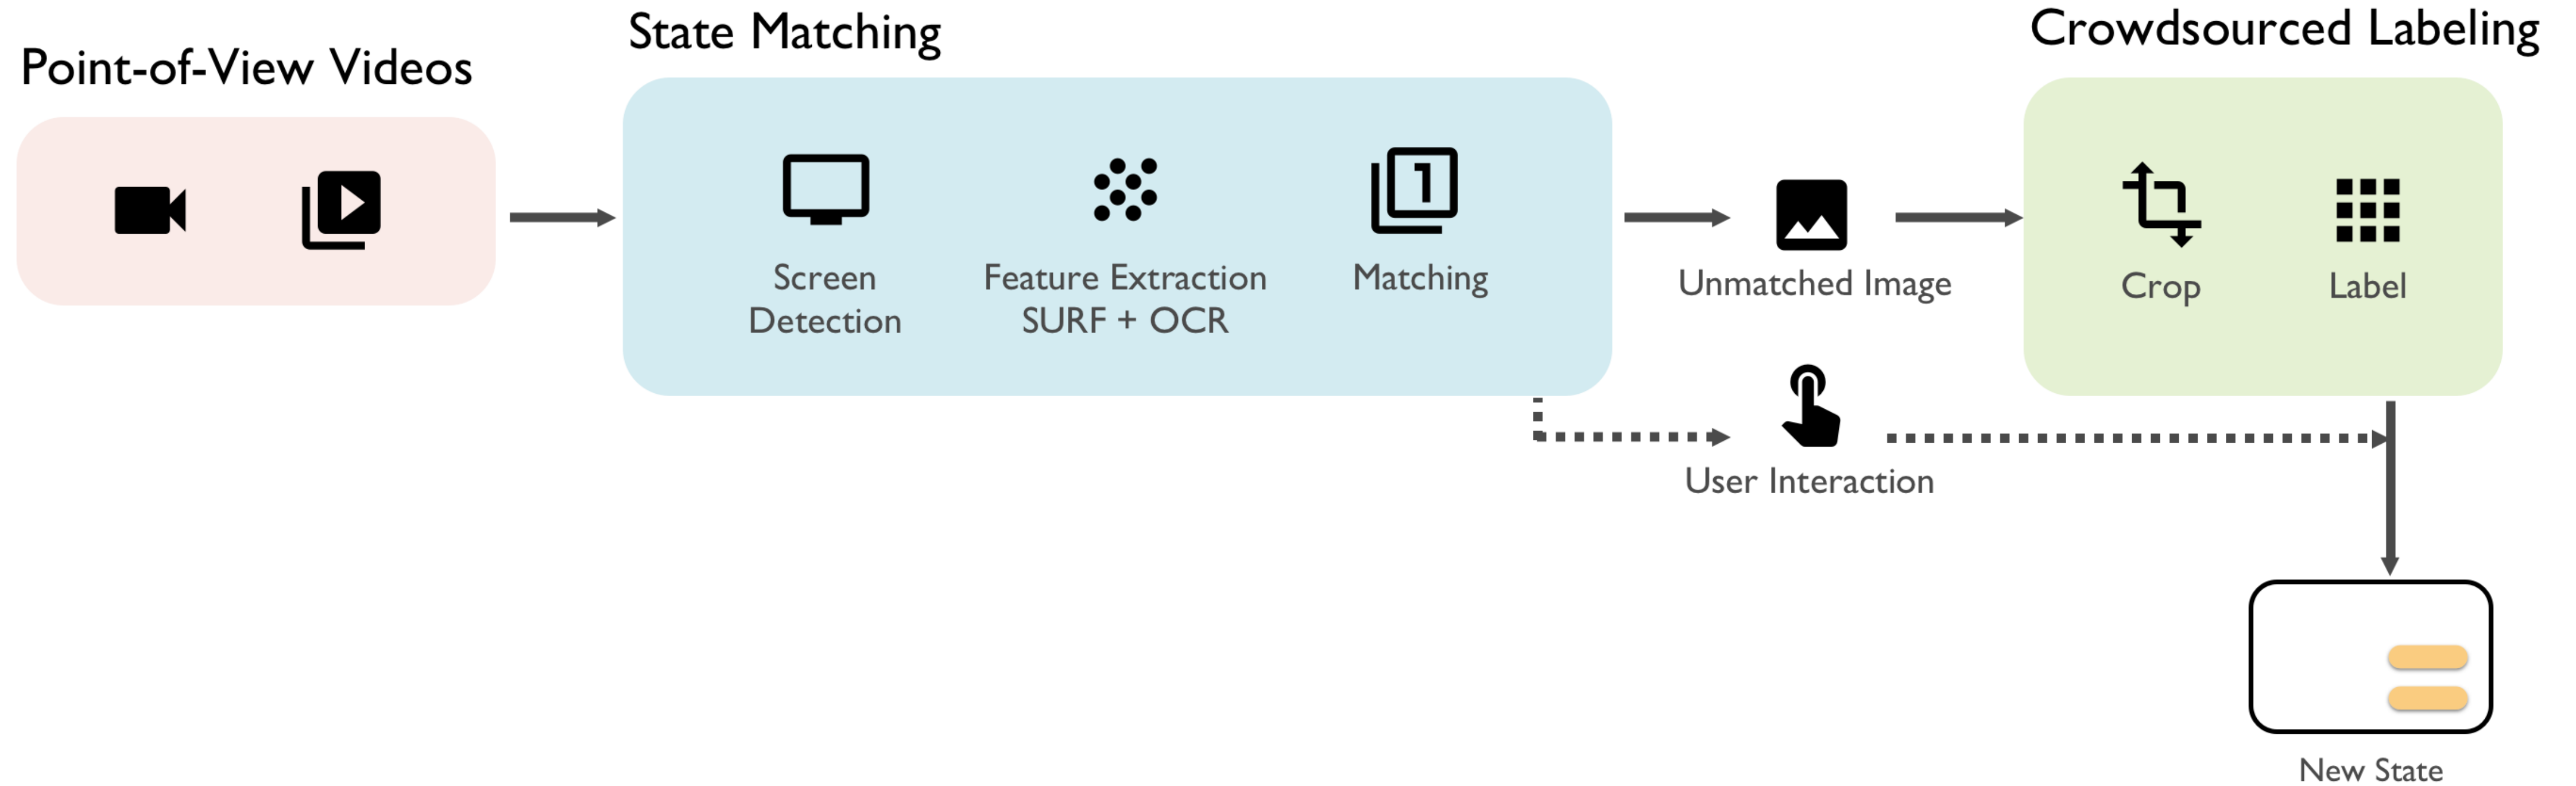 Point-of-View Videos
State Matching
Screen
Detection
Feature Extraction
SURF + OCR
1
Matching
Unmatched Image
User Interaction
Crowdsourced Labeling
Crop
Label
New State